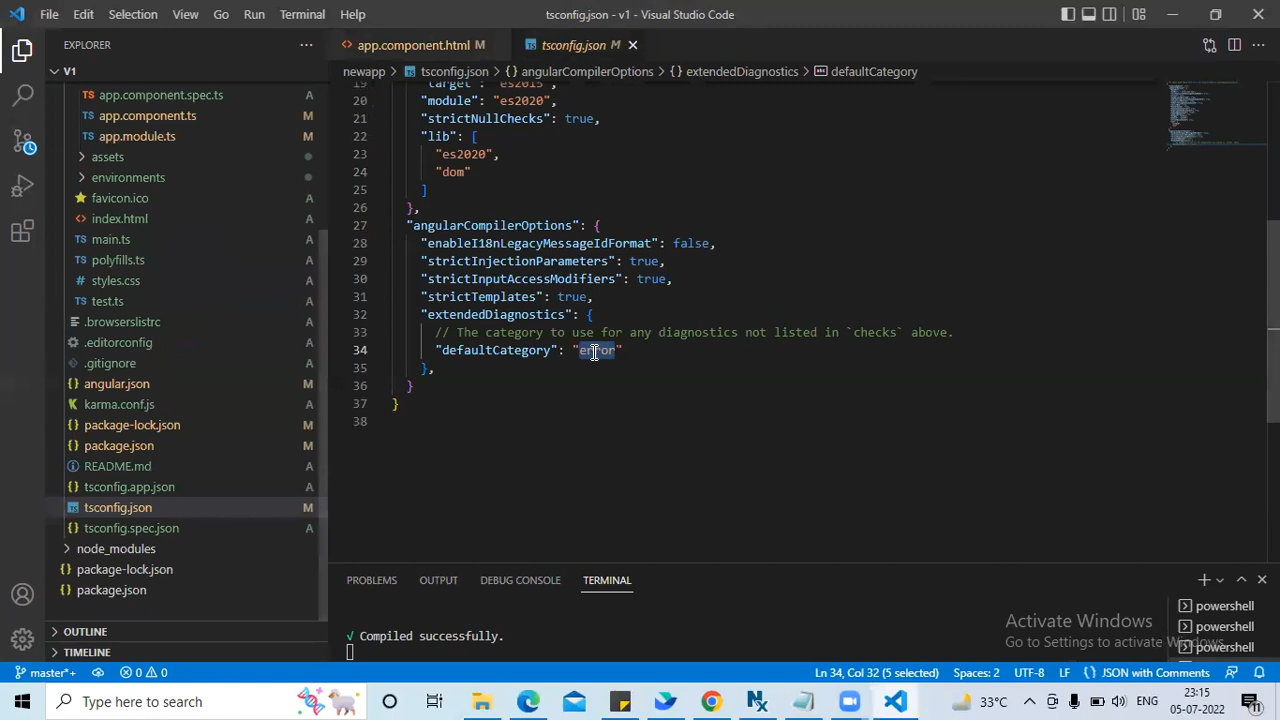 File Edit Selection View Go Run Terminal Help
tsconfig.json - v1 - Visual Studio Code
EXPLORER
app.component.html M
tsconfig.json M
V1
newapp > tsconfig.json > {} angularCompilerOptions > {} extendedDiagnostics > defaultCategory
app.component.spec.ts A
app.component.ts M
app.module.ts M
assets
environments
favicon.ico A
index.html A
main.ts A
polyfills.ts A
styles.css A
test.ts A
.browserslistrc A
.editorconfig A
.gitignore A
angular.json M
karma.conf.js A
package-lock.json M
package.json M
README.md A
tsconfig.app.json A
tsconfig.json M
tsconfig.spec.json A
node_modules
package-lock.json
package.json
OUTLINE
TIMELINE
19 "target": "es2015",
20 "module": "es2020",
21 "strictNullChecks": true,
22 "lib": [
23 "es2020",
24 "dom"
25 ]
26 },
27 "angularCompilerOptions": {
28 "enableI18nLegacyMessageIdFormat": false,
29 "strictInjectionParameters": true,
30 "strictInputAccessModifiers": true,
31 "strictTemplates": true,
32 "extendedDiagnostics": {
33 // The category to use for any diagnostics not listed in `checks` above.
34 "defaultCategory": "error"
35 },
36 }
37 }
38
PROBLEMS OUTPUT DEBUG CONSOLE TERMINAL
√ Compiled successfully.
powershell
powershell
powershell
Activate Windows
Go to Settings to activate Windows.
master*+ 0 0
Ln 34, Col 32 (5 selected) Spaces: 2 UTF-8 LF {} JSON with Comments
Type here to search
33°C
ENG
23:15
05-07-2022
11